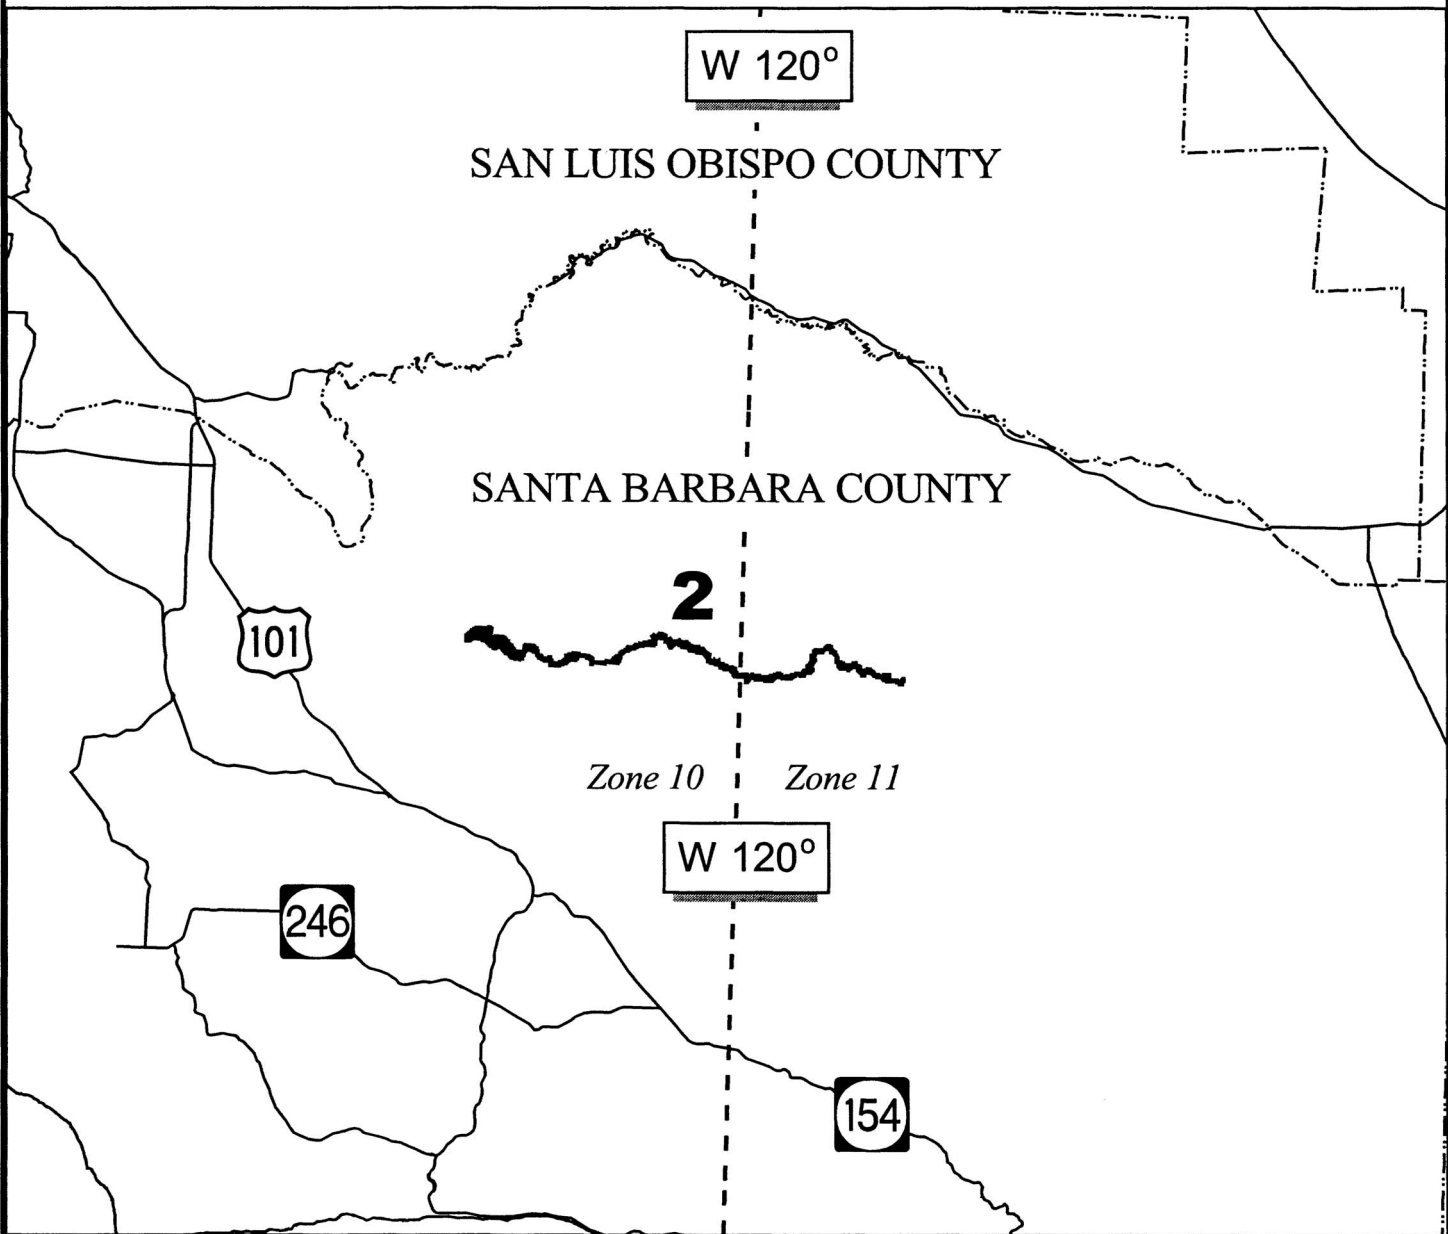 W 120°
SAN LUIS OBISPO COUNTY
SANTA BARBARA COUNTY
2
101
Zone 10
Zone 11
W 120°
246
154